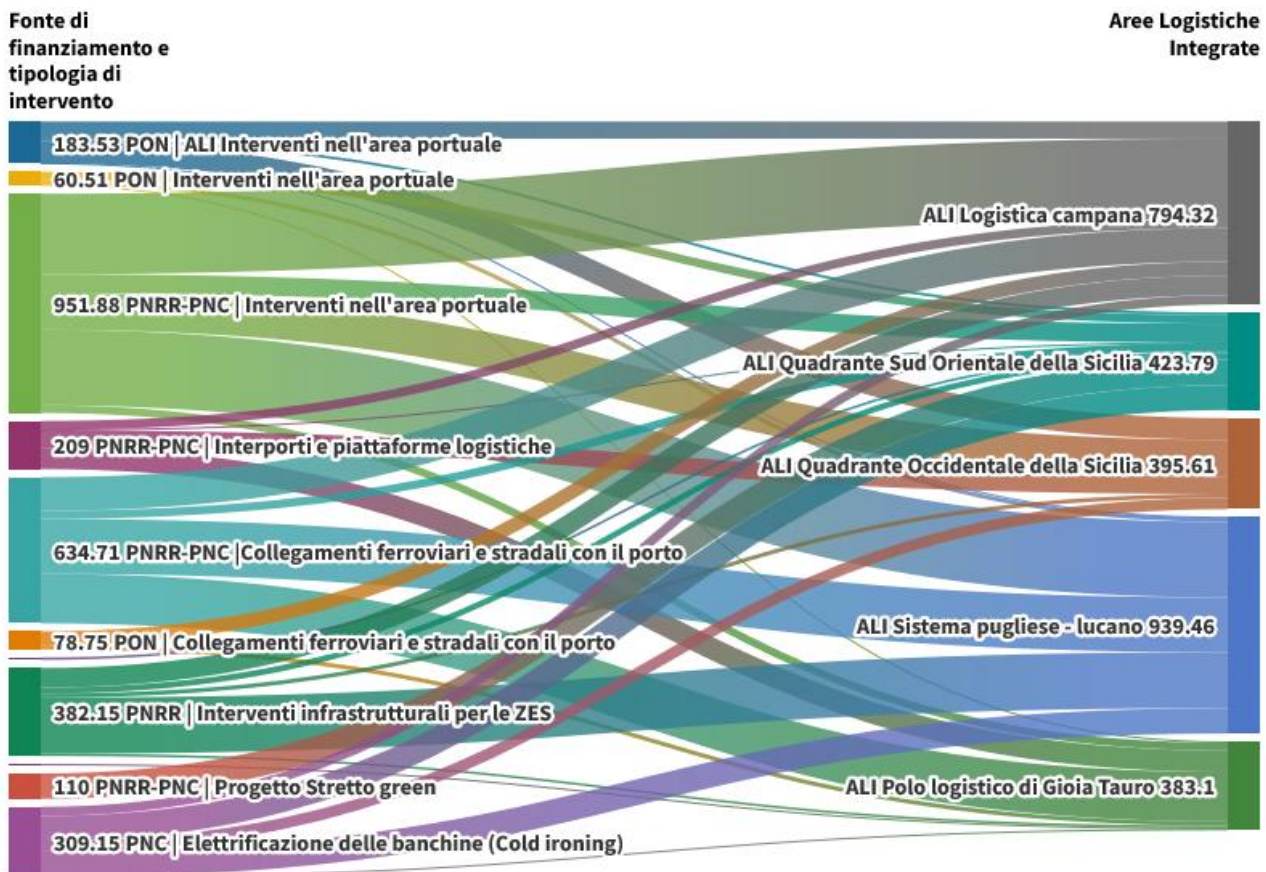 Fonte di
finanziamento e
tipologia di
intervento
Aree Logistiche
Integrate
183.53 PON | ALI Interventi nell'area portuale
60.51 PON | Interventi nell'area portuale
951.88 PNRR-PNC | Interventi nell'area portuale
209 PNRR-PNC | Interporti e piattaforme logistiche
634.71 PNRR-PNC |Collegamenti ferroviari e stradali con il porto
78.75 PON | Collegamenti ferroviari e stradali con il porto
382.15 PNRR | Interventi infrastrutturali per le ZES
110 PNRR-PNC | Progetto Stretto green
309.15 PNC | Elettrificazione delle banchine (Cold ironing)
ALI Logistica campana 794.32
ALI Quadrante Sud Orientale della Sicilia 423.79
ALI Quadrante Occidentale della Sicilia 395.61
ALI Sistema pugliese - lucano 939.46
ALI Polo logistico di Gioia Tauro 383.1